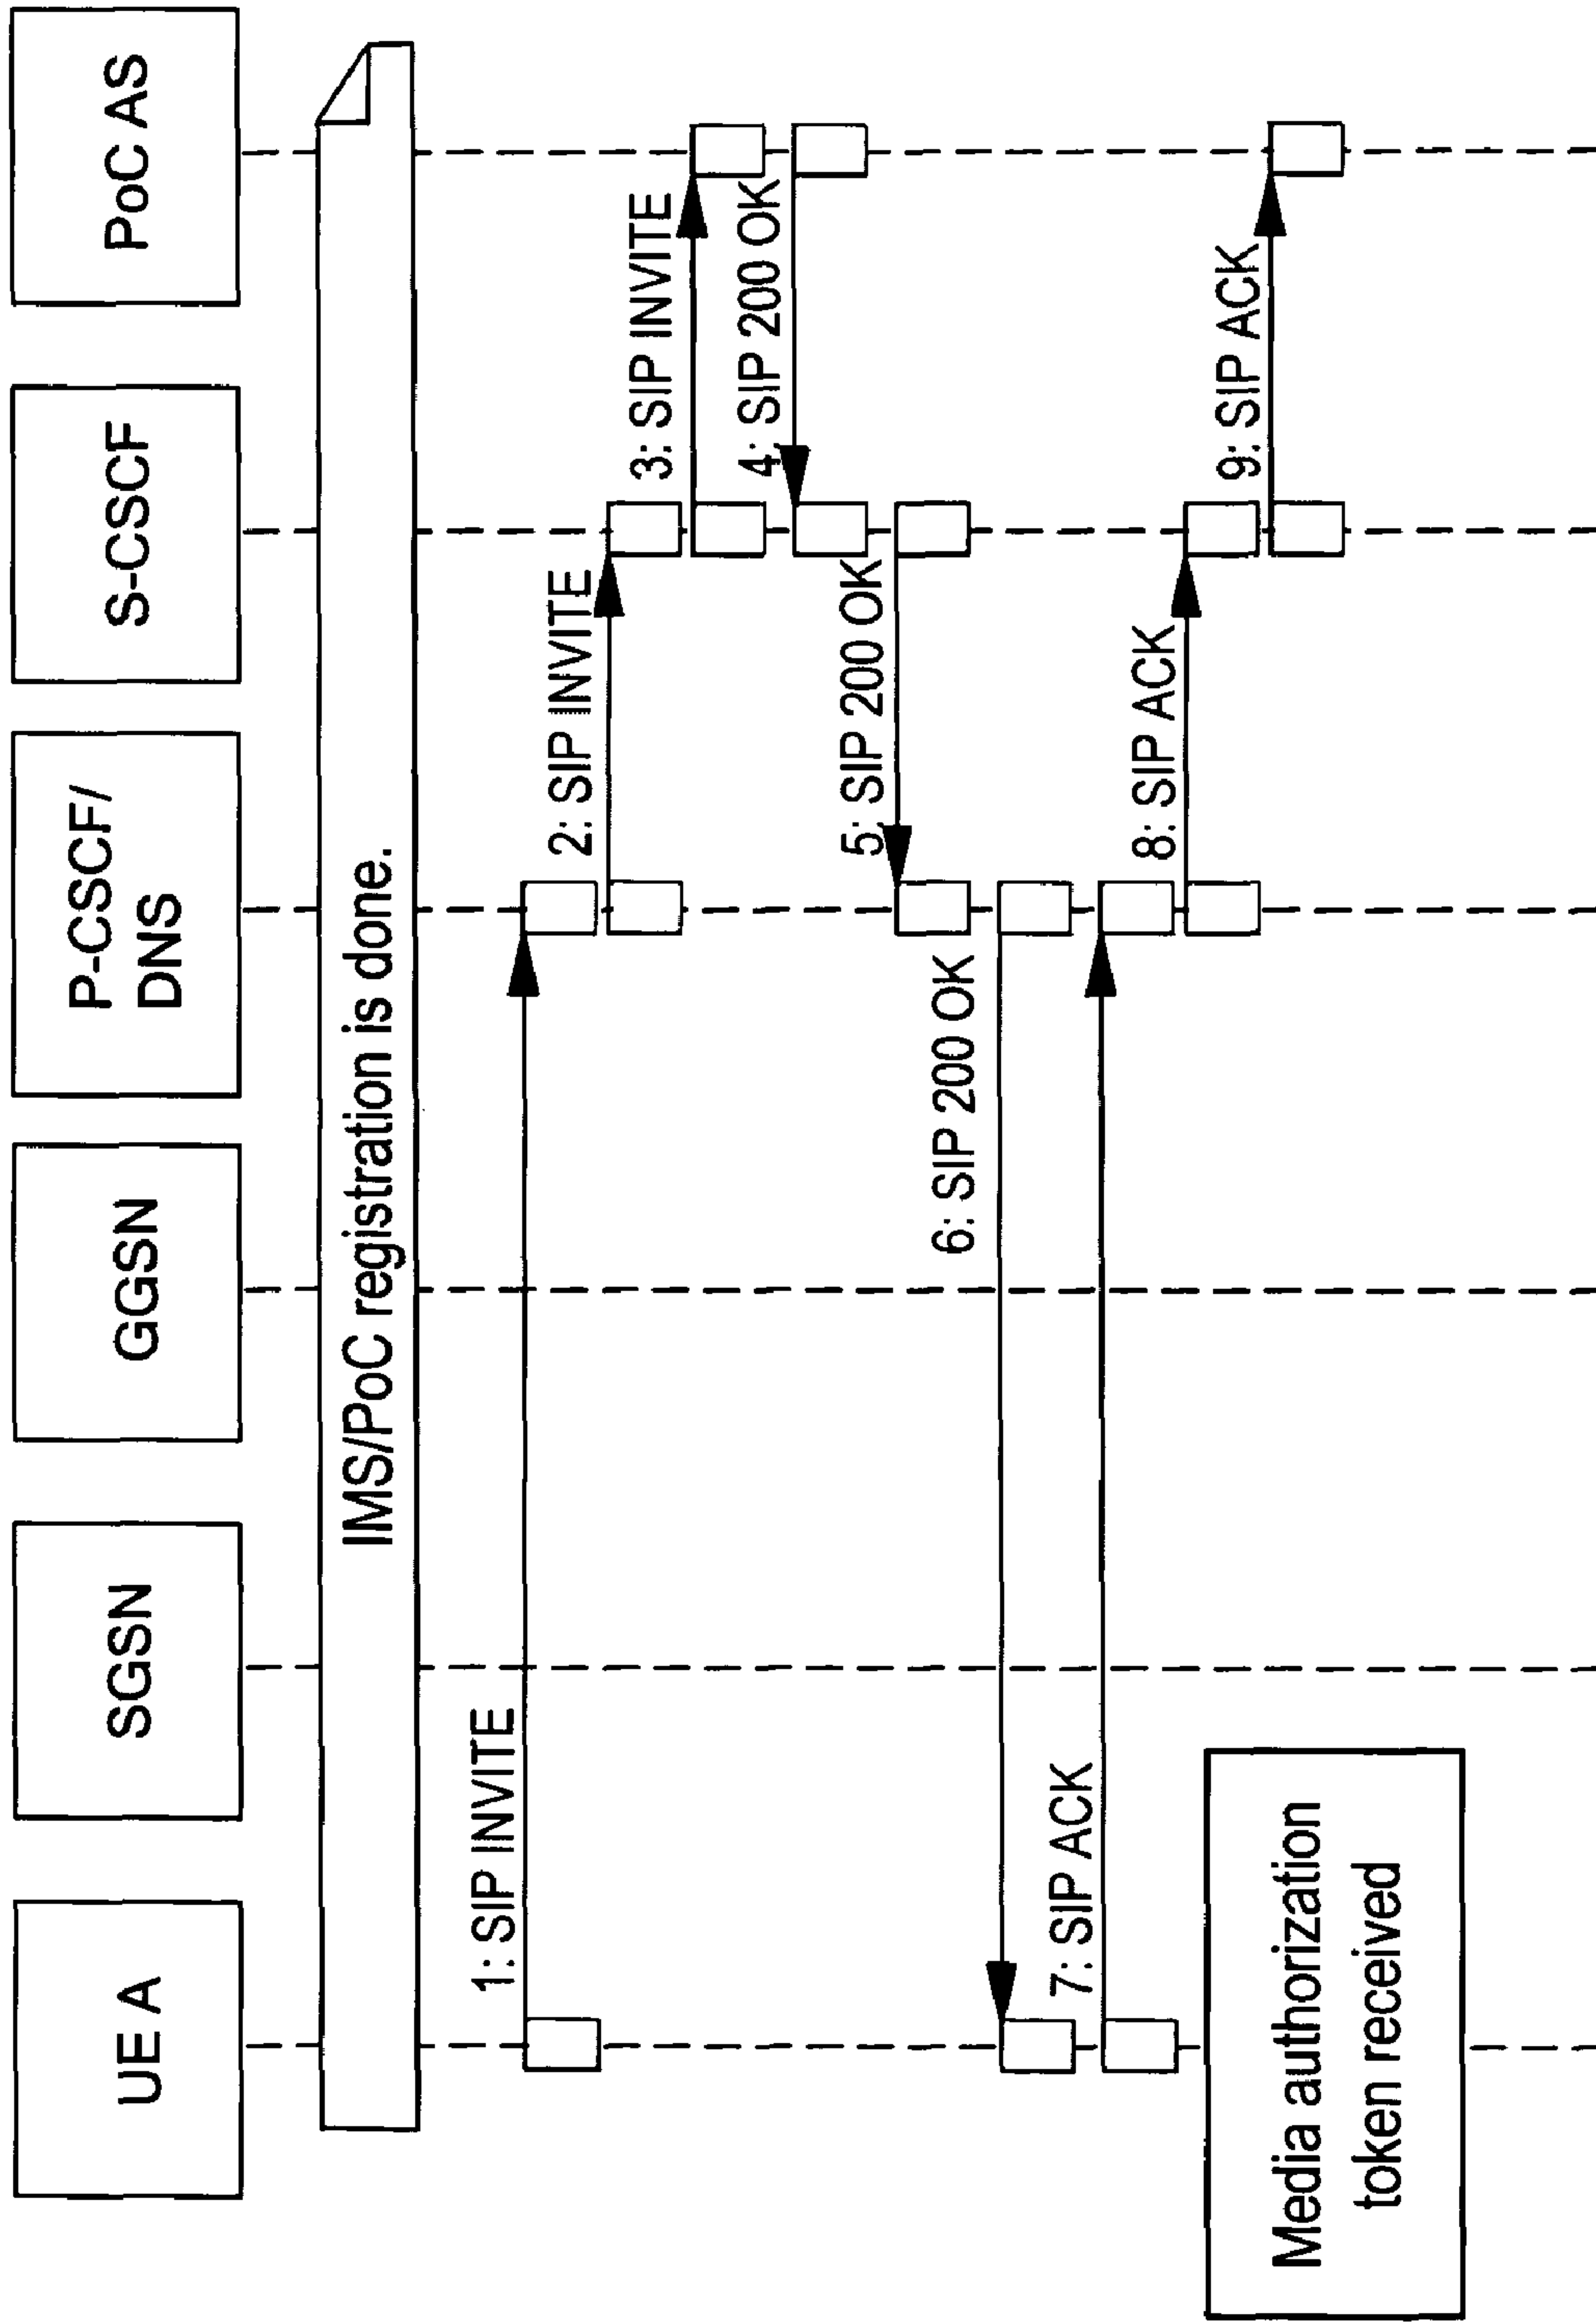 UE A
SGSN
GGSN
P-CSCF/
DNS
S-CSCF
PoC AS
IMS/PoC registration is done.
1: SIP INVITE
2: SIP INVITE
3: SIP INVITE
4: SIP 200 OK
5: SIP 200 OK
6: SIP 200 OK
7: SIP ACK
8: SIP ACK
9: SIP ACK
Media authorization
token received